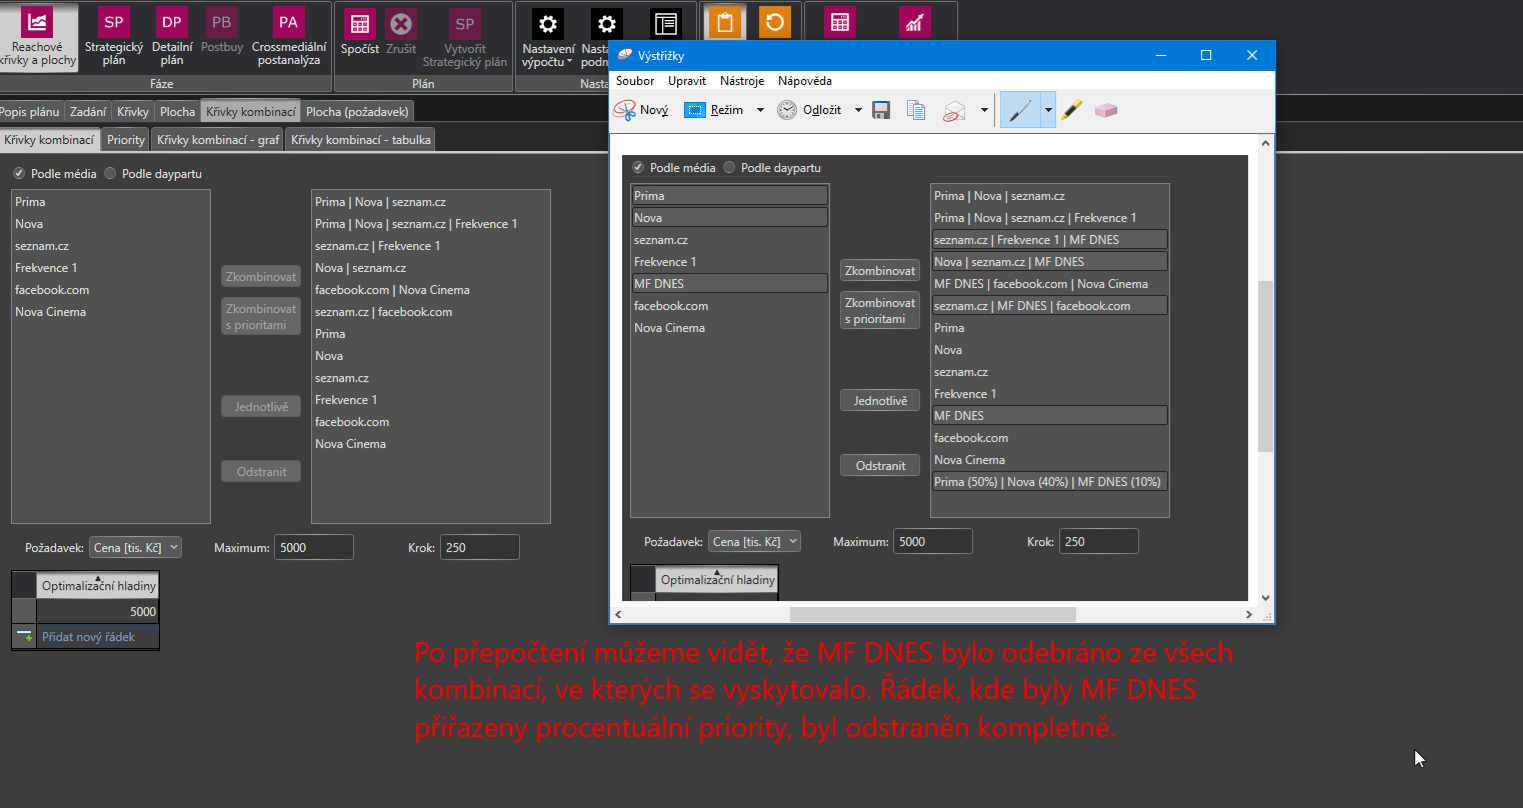 SP
DP
PB
PA
SP
Reachové
křivky a plochy
Strategický
plán
Detailní
plán
Postbuy
Crossmediální
postanalýza
Spočíst
Zrušit
Vytvořit
Strategický plán
Nastavení
výpočtu
Fáze
Plán
Popis plánu
Zadání
Křivky
Plocha
Křivky kombinací
Plocha (požadavek)
Křivky kombinací
Priority
Křivky kombinací - graf
Křivky kombinací - tabulka
Podle média
Podle daypartu
Prima
Nova
seznam.cz
Frekvence 1
facebook.com
Nova Cinema
Zkombinovat
Zkombinovat
s prioritami
Jednotlivě
Odstranit
Prima | Nova | seznam.cz
Prima | Nova | seznam.cz | Frekvence 1
seznam.cz | Frekvence 1
Nova | seznam.cz
facebook.com | Nova Cinema
seznam.cz | facebook.com
Prima
Nova
seznam.cz
Frekvence 1
facebook.com
Nova Cinema
Požadavek: Cena [tis. Kč] Maximum: 5000 Krok: 250
Optimalizační hladiny
5000
Přidat nový řádek
Výstřižky
Soubor Upravit Nástroje Nápověda
Nový Režim Odložit
Podle média
Podle daypartu
Prima
Nova
seznam.cz
Frekvence 1
MF DNES
facebook.com
Nova Cinema
Zkombinovat
Zkombinovat
s prioritami
Jednotlivě
Odstranit
Prima | Nova | seznam.cz
Prima | Nova | seznam.cz | Frekvence 1
seznam.cz | Frekvence 1 | MF DNES
Nova | seznam.cz | MF DNES
MF DNES | facebook.com | Nova Cinema
seznam.cz | MF DNES | facebook.com
Prima
Nova
seznam.cz
Frekvence 1
MF DNES
facebook.com
Nova Cinema
Prima (50%) | Nova (40%) | MF DNES (10%)
Požadavek: Cena [tis. Kč] Maximum: 5000 Krok: 250
Optimalizační hladiny
Po přepočtení můžeme vidět, že MF DNES bylo odebráno ze všech
kombinací, ve kterých se vyskytovalo. Řádek, kde byly MF DNES
přiřazeny procentuální priority, byl odstraněn kompletně.